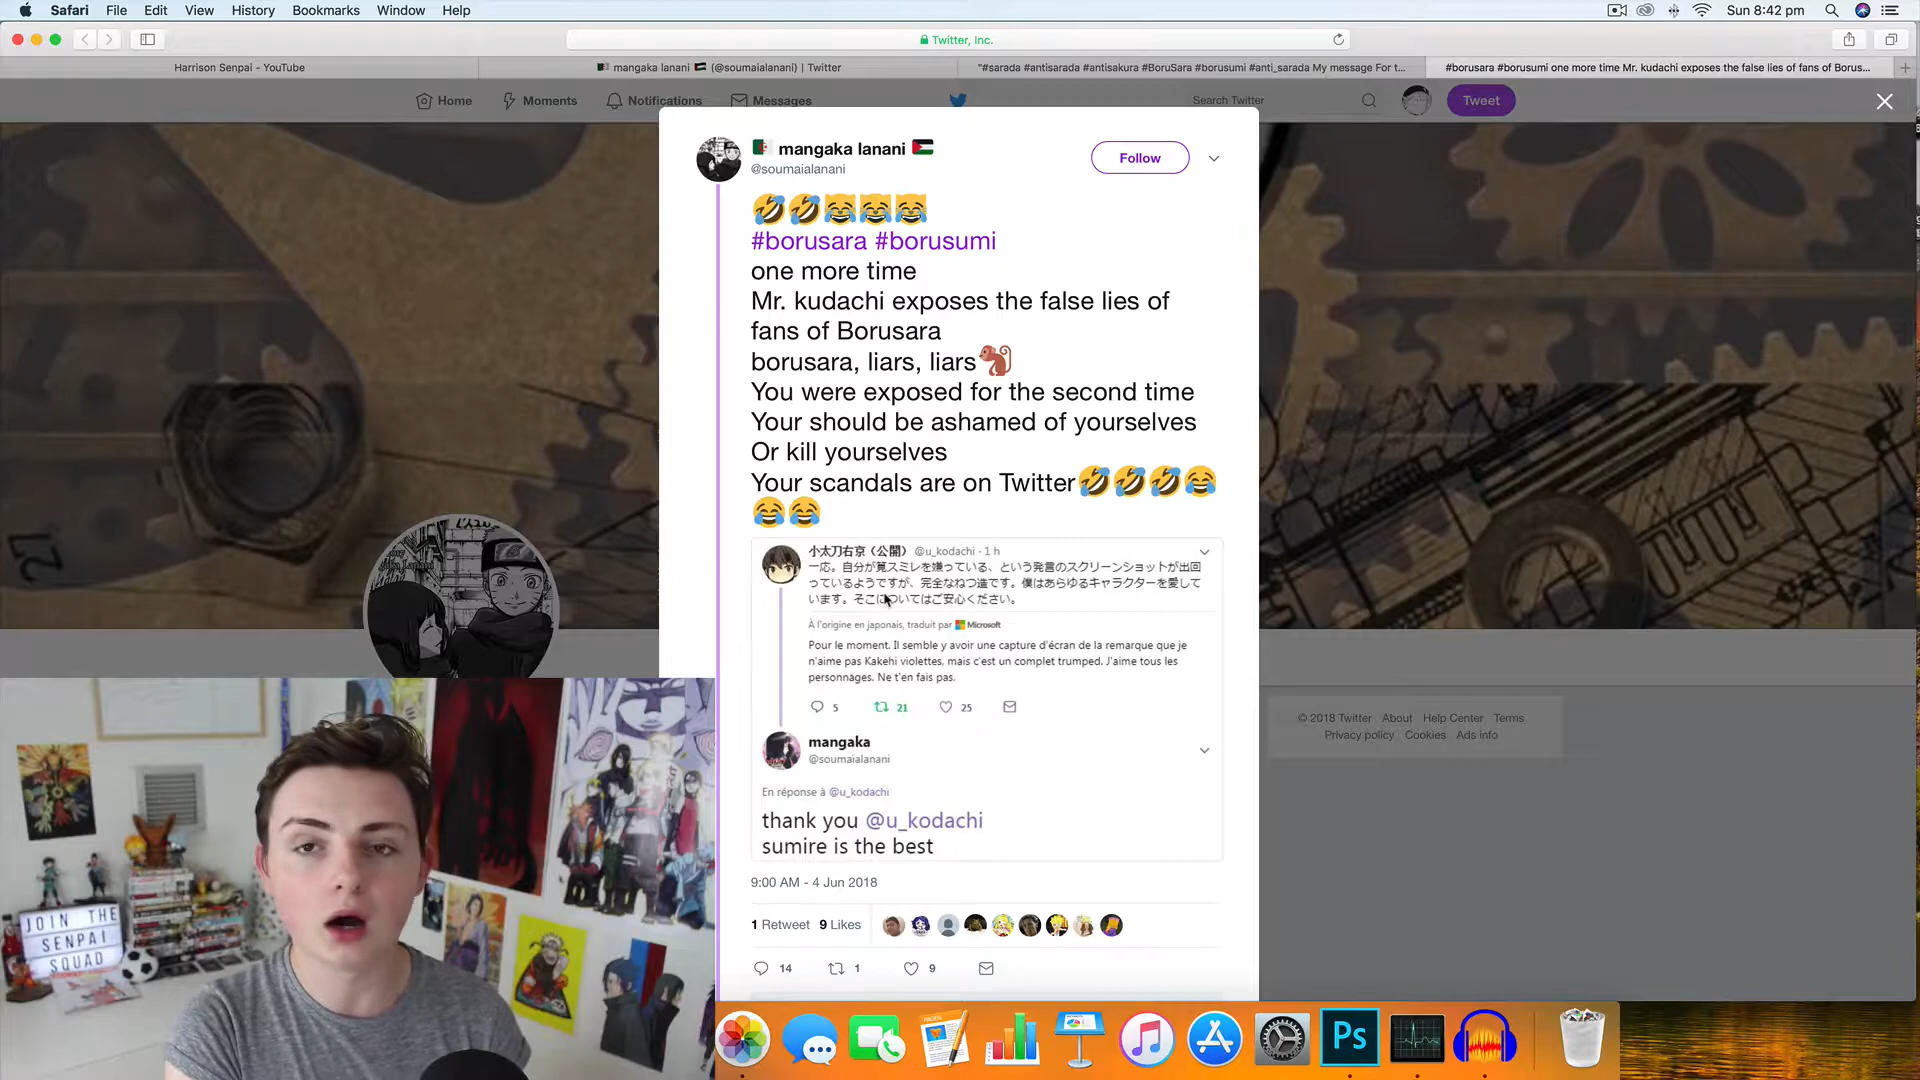 Safari File Edit View History Bookmarks Window Help
Sun 8:42 pm
Twitter, Inc.
Harrison Senpai - YouTube
mangaka lanani (@soumaialanani) | Twitter
"#sarada #antisarada #antisakura #BoruSara #borusumi #anti_sarada My message For t...
#borusara #borusumi one more time Mr. kudachi exposes the false lies of fans of Borus...
Home Moments Notifications Messages
Search Twitter
Tweet
mangaka lanani
@soumaialanani
Follow
#borusara #borusumi
one more time
Mr. kudachi exposes the false lies of
fans of Borusara
borusara, liars, liars🐒
You were exposed for the second time
Your should be ashamed of yourselves
Or kill yourselves
Your scandals are on Twitter🤣🤣🤣😂
😂😂
小太刀右京（公開） @u_kodachi · 1 h
一応。自分が筧スミレを嫌っている、という発言のスクリーンショットが出回
っているようですが、完全なねつ造です。僕はあらゆるキャラクターを愛して
います。そこについてはご安心ください。
À l'origine en japonais, traduit par Microsoft
Pour le moment. Il semble y avoir une capture d'écran de la remarque que je
n'aime pas Kakehi violettes, mais c'est un complet trumped. J'aime tous les
personnages. Ne t'en fais pas.
5 21 25
mangaka
@soumaialanani
En réponse à @u_kodachi
thank you @u_kodachi
sumire is the best
9:00 AM - 4 Jun 2018
1 Retweet 9 Likes
14 1 9
© 2018 Twitter About Help Center Terms
Privacy policy Cookies Ads info
JOIN THE
SENPAI
SQUAD
Ps